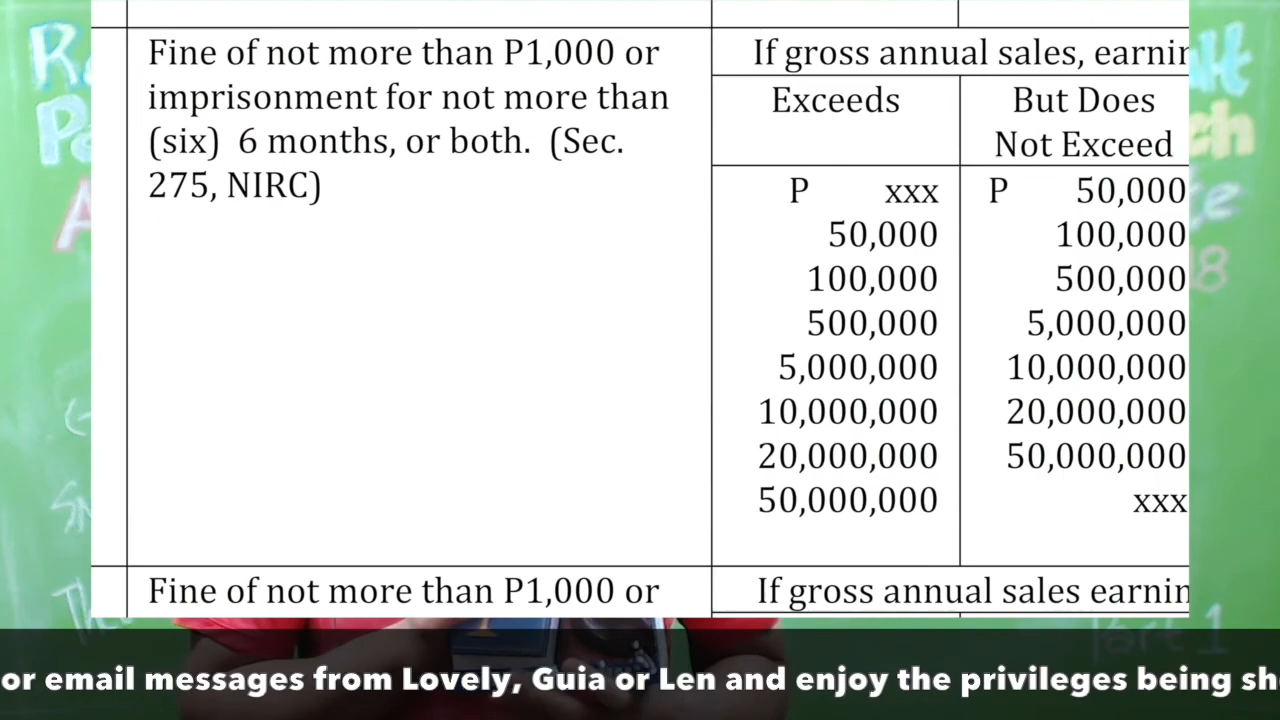 Fine of not more than P1,000 or
imprisonment for not more than
(six) 6 months, or both. (Sec.
275, NIRC)
If gross annual sales, earnin
Exceeds
But Does
Not Exceed
P xxx P 50,000
50,000 100,000
100,000 500,000
500,000 5,000,000
5,000,000 10,000,000
10,000,000 20,000,000
20,000,000 50,000,000
50,000,000 xxx
Fine of not more than P1,000 or
If gross annual sales earnin
Part 1
or email messages from Lovely, Guia or Len and enjoy the privileges being sh